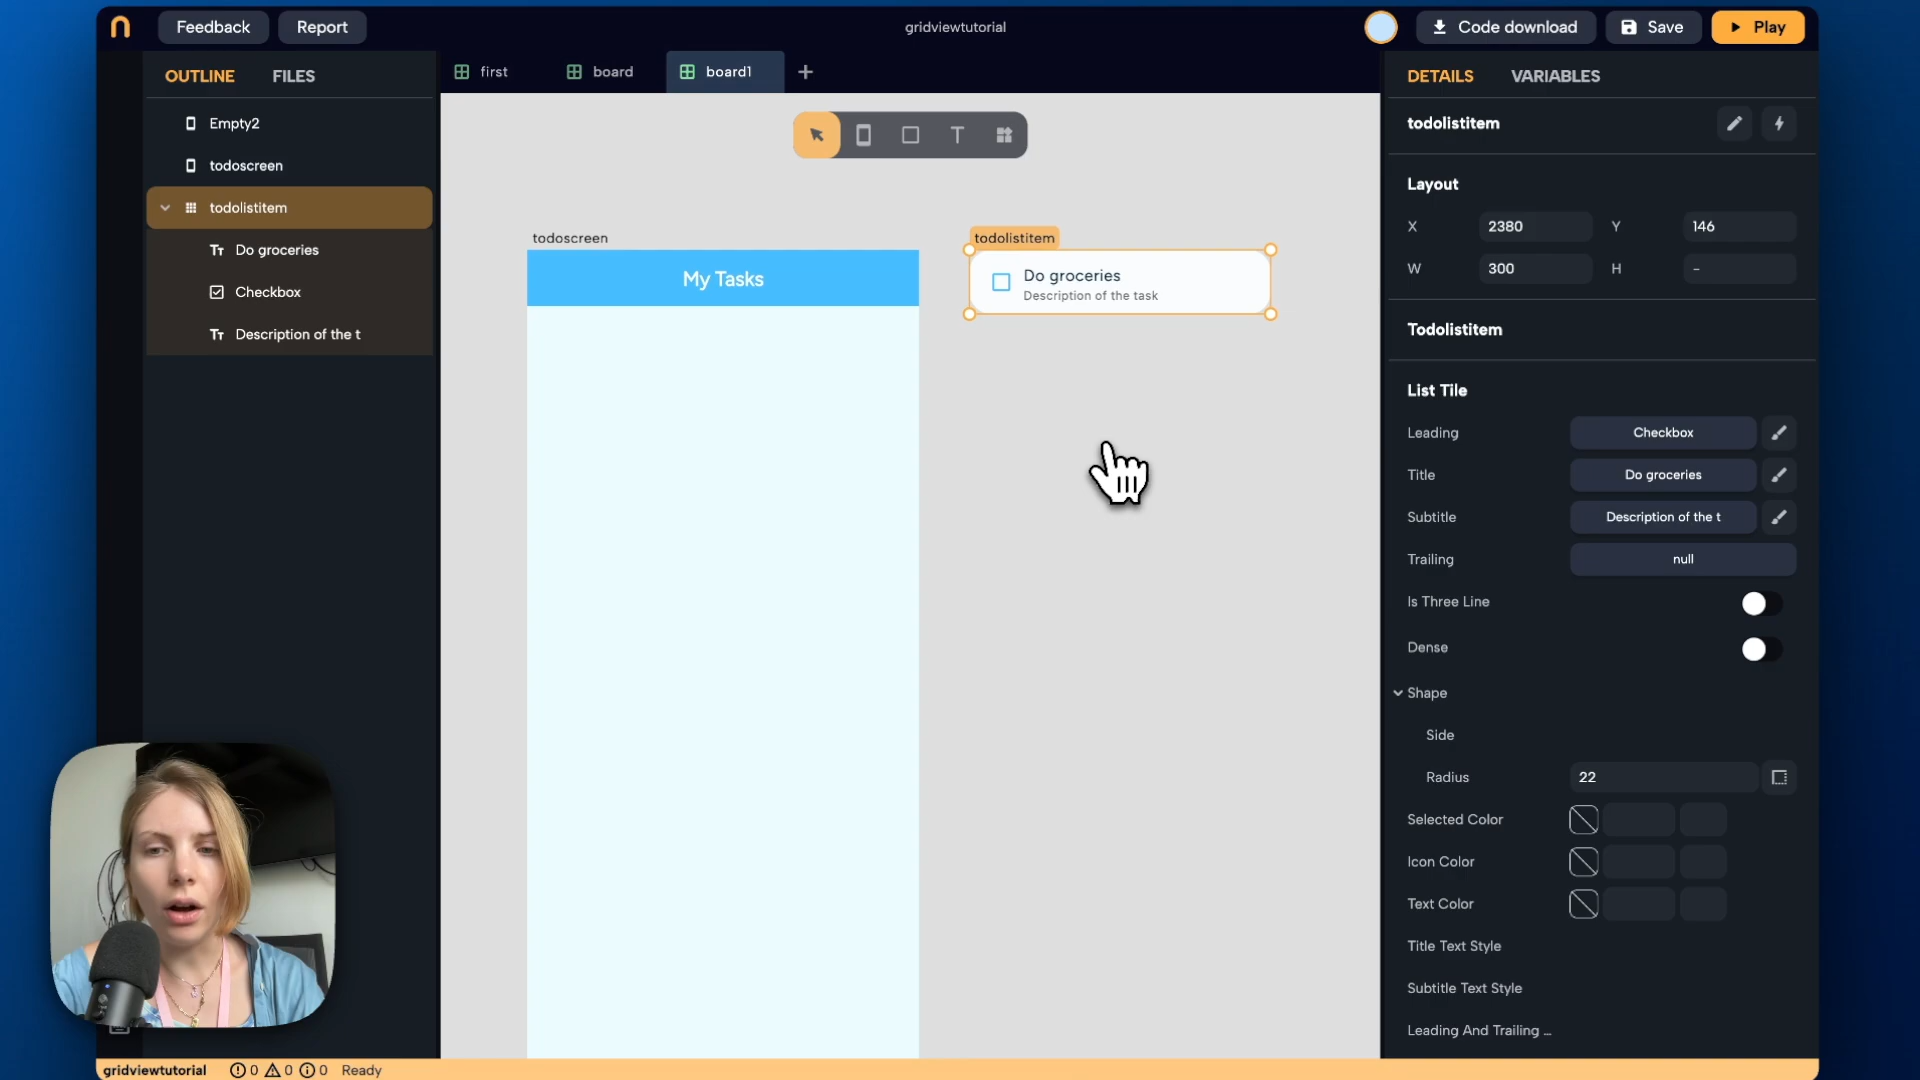 Feedback
Report
gridviewtutorial
Code download
Save
Play
OUTLINE
FILES
first
board
board1
DETAILS
VARIABLES
Empty2
todoscreen
todolistitem
Do groceries
Checkbox
Description of the t
todoscreen
My Tasks
todolistitem
Do groceries
Description of the task
todolistitem
Layout
X 2380 Y 146
W 300 H -
Todolistitem
List Tile
Leading Checkbox
Title Do groceries
Subtitle Description of the t
Trailing null
Is Three Line
Dense
Shape
Side
Radius 22
Selected Color
Icon Color
Text Color
Title Text Style
Subtitle Text Style
Leading And Trailing ...
gridviewtutorial 0 0 0 Ready